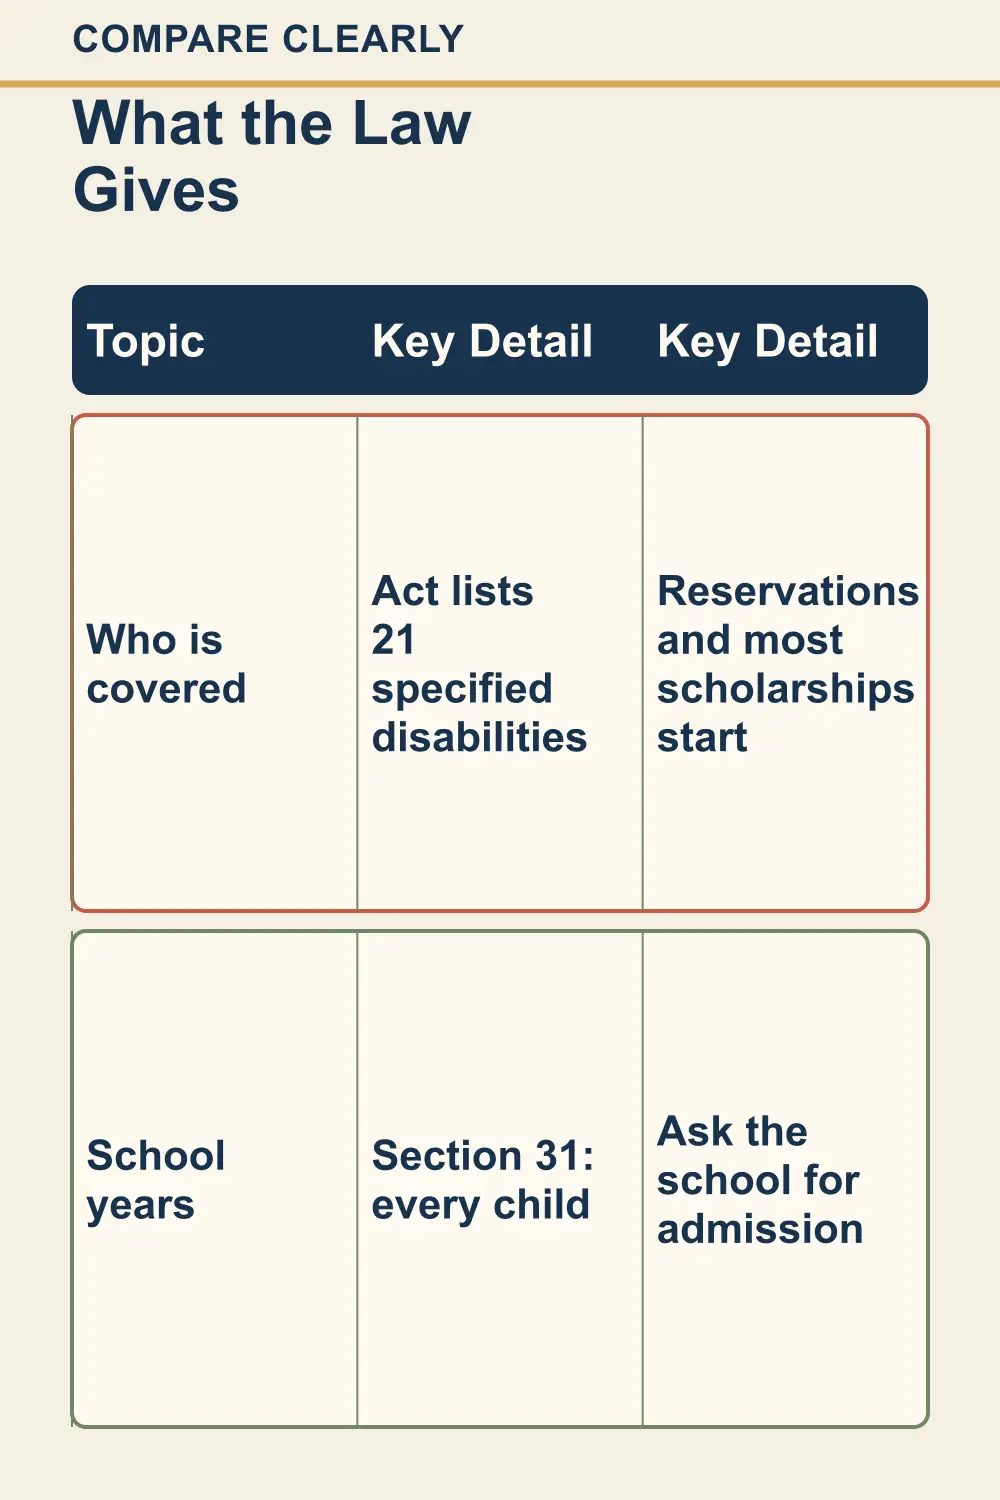 COMPARE CLEARLY
What the Law
Gives
Topic
Key Detail
Key Detail
Who is
covered
Act lists
21
specified
disabilities
Reservations
and most
scholarships
start
School
years
Section 31:
every child
Ask the
school for
admission